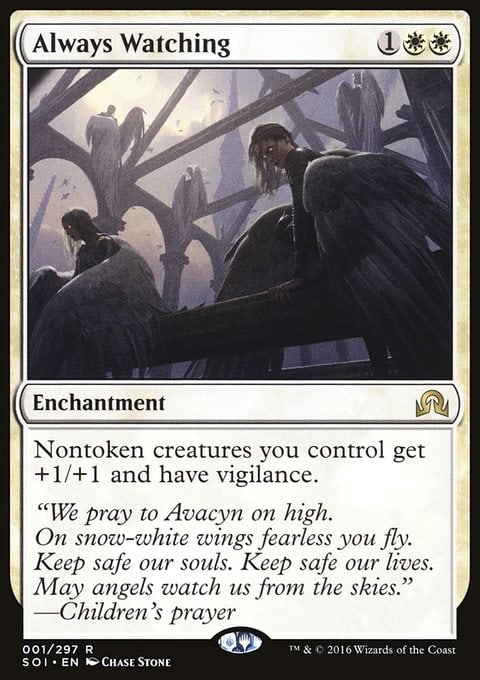 Always Watching 1
Enchantment
Nontoken creatures you control get
+1/+1 and have vigilance.
“We pray to Avacyn on high.
On snow-white wings fearless you fly.
Keep safe our souls. Keep safe our lives.
May angels watch us from the skies.”
—Children’s prayer
001/297 R
SOI • EN Chase Stone
™ & © 2016 Wizards of the Coast